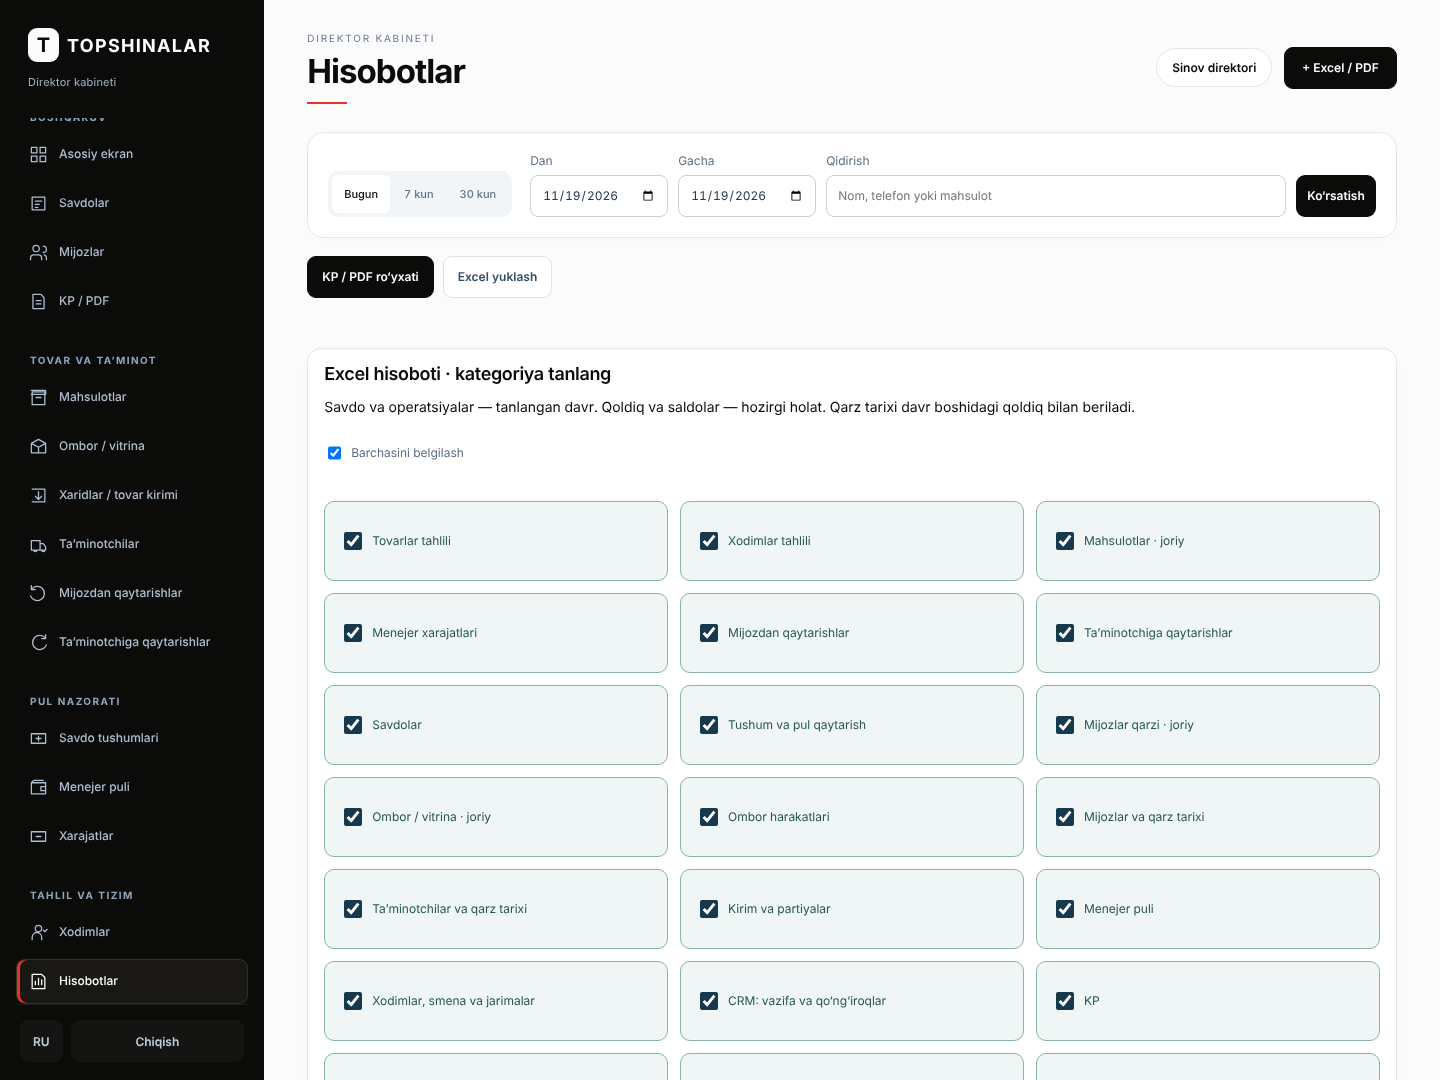 T TOPSHINALAR
Direktor kabineti
BOSHQARUV
Asosiy ekran
Savdolar
Mijozlar
KP / PDF
TOVAR VA TA’MINOT
Mahsulotlar
Ombor / vitrina
Xaridlar / tovar kirimi
Ta’minotchilar
Mijozdan qaytarishlar
Ta’minotchiga qaytarishlar
PUL NAZORATI
Savdo tushumlari
Menejer puli
Xarajatlar
TAHLIL VA TIZIM
Xodimlar
Hisobotlar
RU Chiqish
DIREKTOR KABINETI
Hisobotlar
Sinov direktori
+ Excel / PDF
Bugun 7 kun 30 kun
Dan
11/19/2026
Gacha
11/19/2026
Qidirish
Nom, telefon yoki mahsulot
Ko‘rsatish
KP / PDF ro‘yxati
Excel yuklash
Excel hisoboti · kategoriya tanlang
Savdo va operatsiyalar — tanlangan davr. Qoldiq va saldolar — hozirgi holat. Qarz tarixi davr boshidagi qoldiq bilan beriladi.
Barchasini belgilash
Tovarlar tahlili
Xodimlar tahlili
Mahsulotlar · joriy
Menejer xarajatlari
Mijozdan qaytarishlar
Ta’minotchiga qaytarishlar
Savdolar
Tushum va pul qaytarish
Mijozlar qarzi · joriy
Ombor / vitrina · joriy
Ombor harakatlari
Mijozlar va qarz tarixi
Ta’minotchilar va qarz tarixi
Kirim va partiyalar
Menejer puli
Xodimlar, smena va jarimalar
CRM: vazifa va qo‘ng‘iroqlar
KP